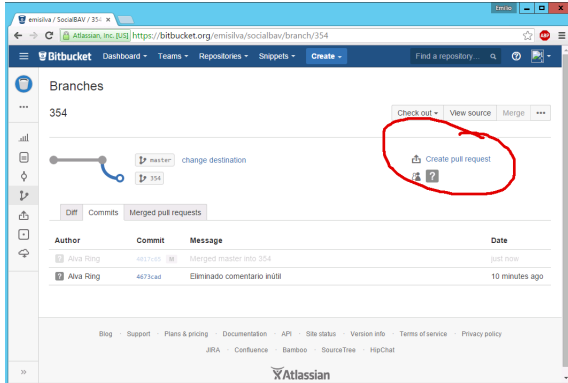 Emilio
emisilva / SocialBAV / 354
Atlassian, Inc. [US] https://bitbucket.org/emisilva/socialbav/branch/354
Bitbucket Dashboard Teams Repositories Snippets Create Find a repository...
Branches
354
Check out View source Merge
master change destination
354
Create pull request
Diff Commits Merged pull requests
Author Commit Message Date
Alva Ring M Merged master into 354 just now
Alva Ring 4673cad Eliminado comentario inútil 10 minutes ago
Blog Support Plans & pricing Documentation API Site status Version info Terms of service Privacy policy
JIRA Confluence Bamboo SourceTree HipChat
Atlassian